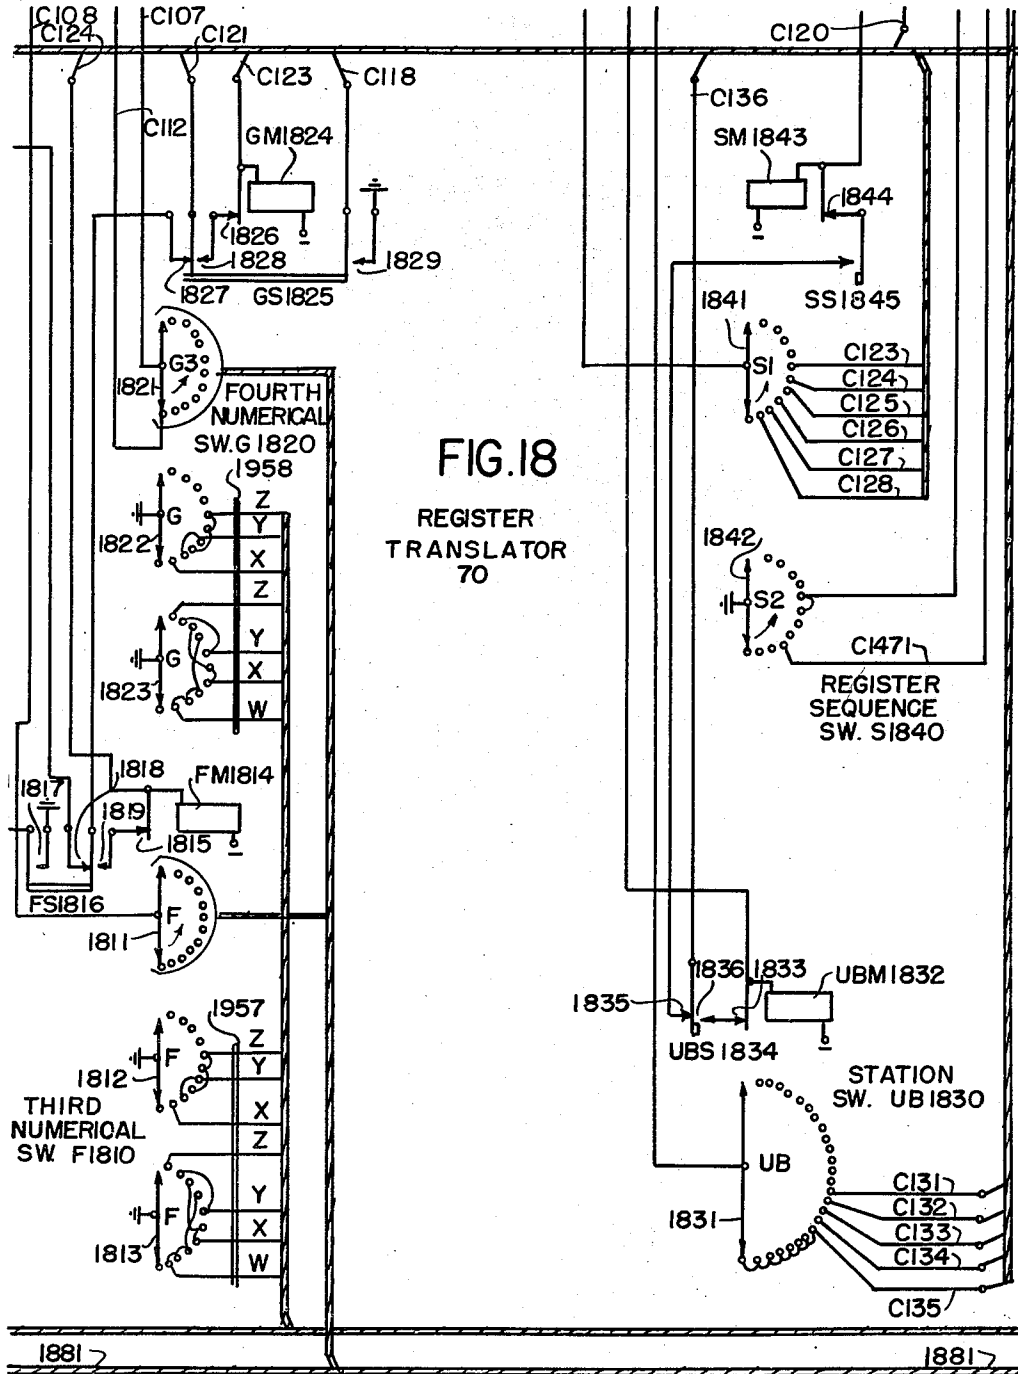 C108
C107
C124
C121
C123
C118
C112
GM1824
1826
1828
1829
1827
GS1825
G3
1821
FOURTH
NUMERICAL
SW.G 1820
1958
G
1822
Z
Y
X
G
1823
Z
Y
X
W
1818
1817
1819
FM1814
1815
FS1816
F
1811
1957
F
1812
Z
Y
X
THIRD
NUMERICAL
SW. F1810
F
1813
Z
Y
X
W
1881
FIG.18
REGISTER
TRANSLATOR
70
C120
C136
SM1843
1844
SS1845
1841
S1
C123
C124
C125
C126
C127
C128
1842
S2
C1471
REGISTER
SEQUENCE
SW. S1840
1836
1833
UBM1832
1835
UBS1834
STATION
SW. UB1830
UB
1831
C131
C132
C133
C134
C135
1881